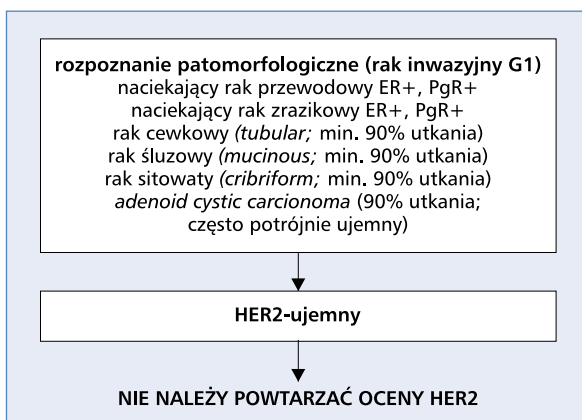 rozpoznanie patomorfologiczne (rak inwazyjny G1)
naciekający rak przewodowy ER+, PgR+
naciekający rak zrazikowy ER+, PgR+
rak cewkowy (tubular; min. 90% utkania)
rak śluzowy (mucinous; min. 90% utkania)
rak sitowaty (cribriform; min. 90% utkania)
adenoid cystic carcionoma (90% utkania;
często potrójnie ujemny)
HER2-ujemny
NIE NALEŻY POWTARZAĆ OCENY HER2